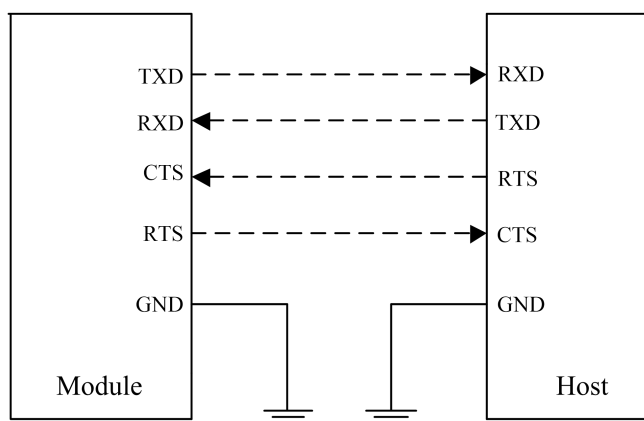 TXD RXD
RXD TXD
CTS RTS
RTS CTS
GND GND
Module Host